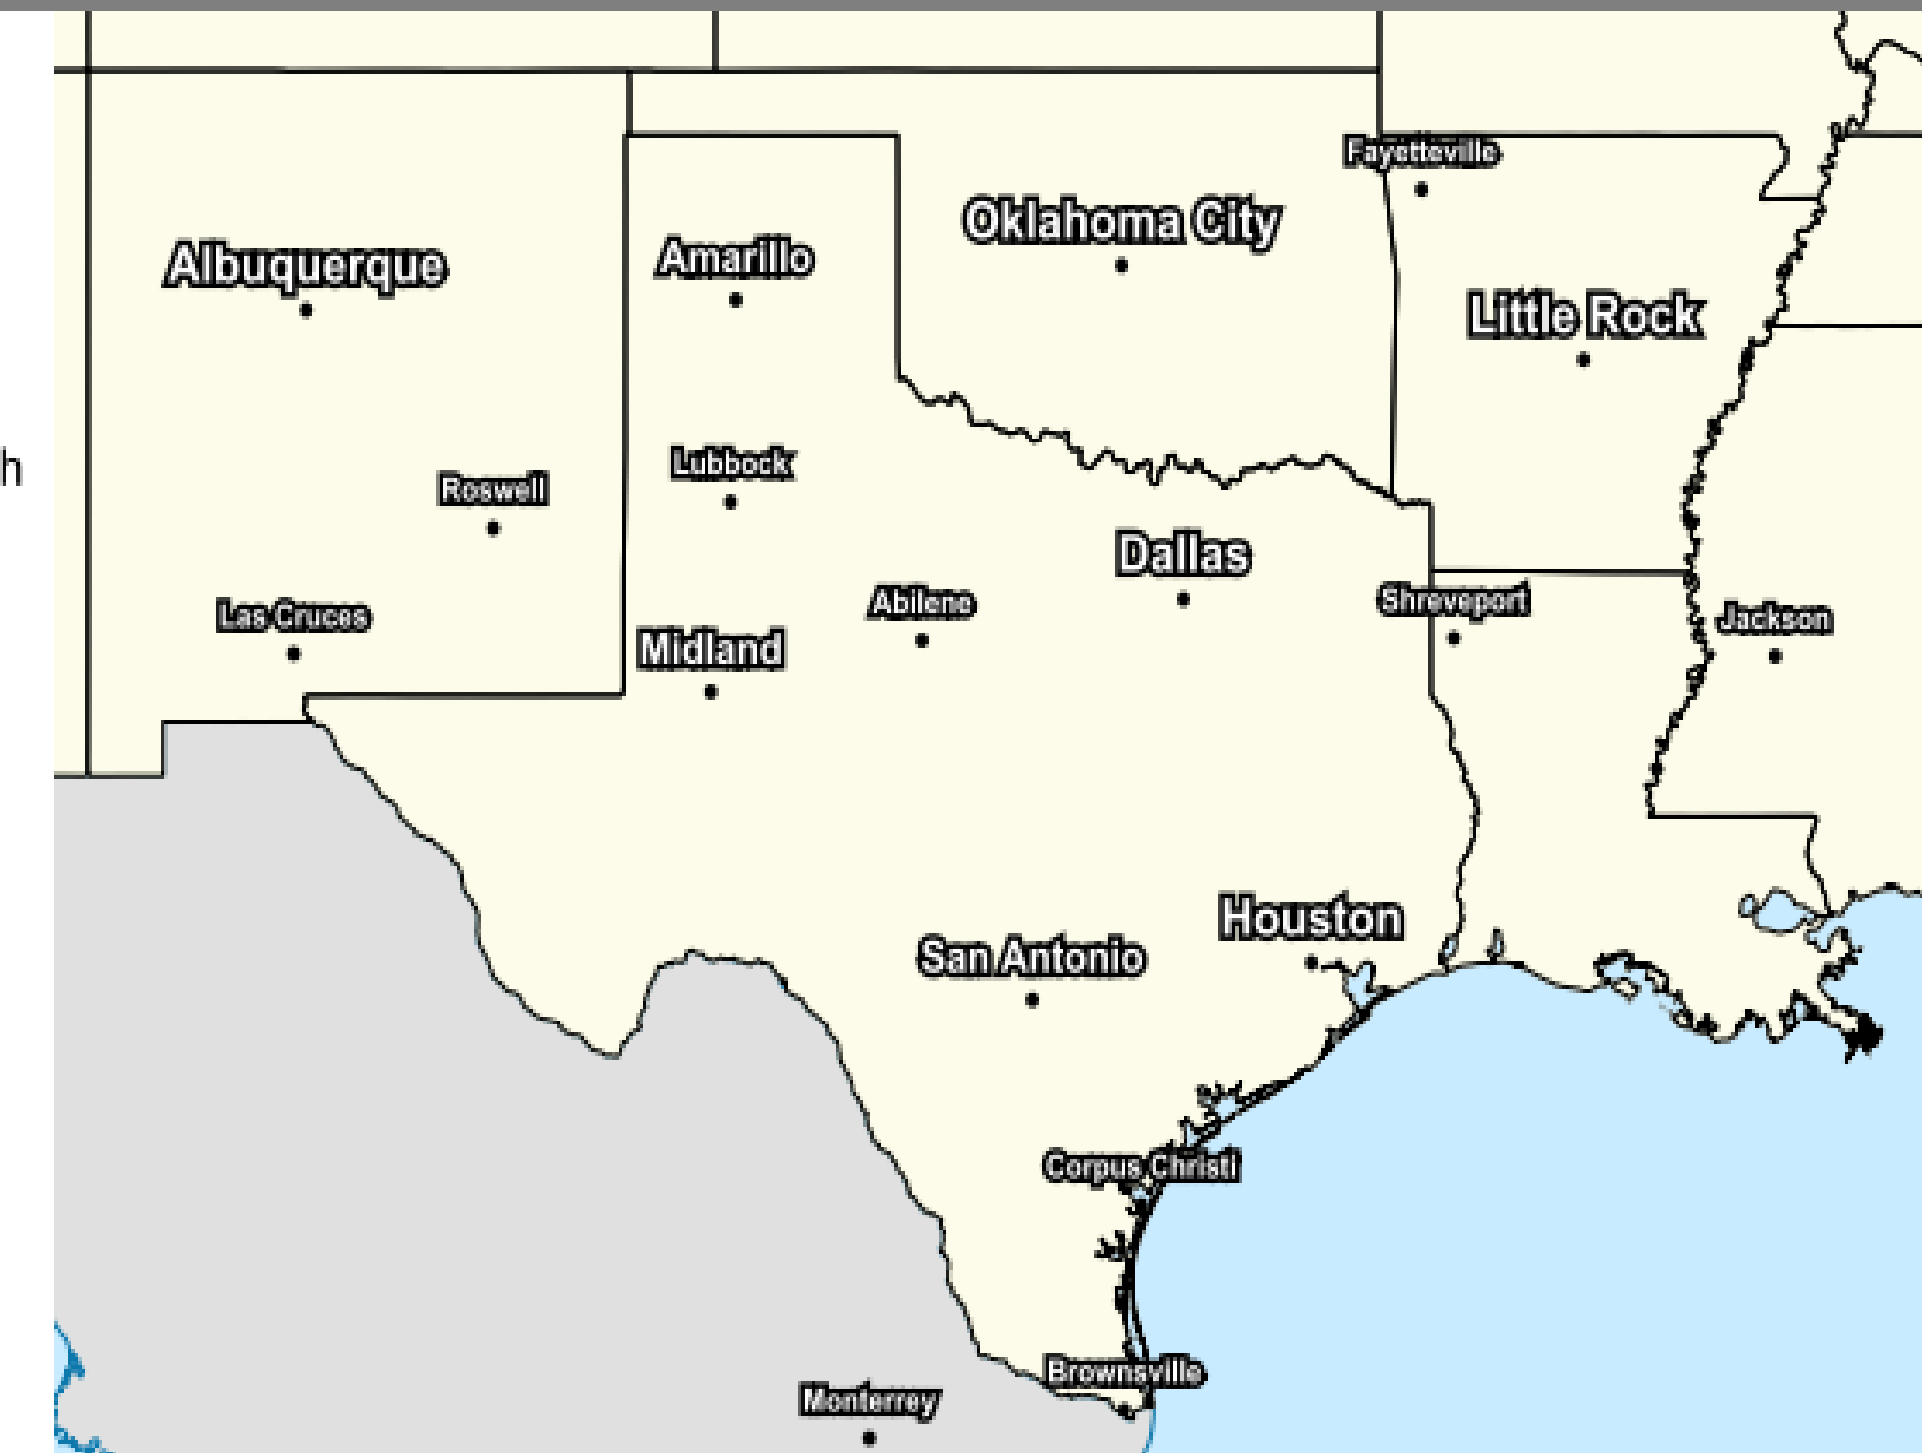 Fayetteville
Oklahoma City
Albuquerque
Amarillo
Little Rock
h
Lubbock
Roswell
Dallas
Las Cruces
Abilene
Shreveport
Jackson
Midland
Houston
San Antonio
Corpus Christi
Brownsville
Monterrey